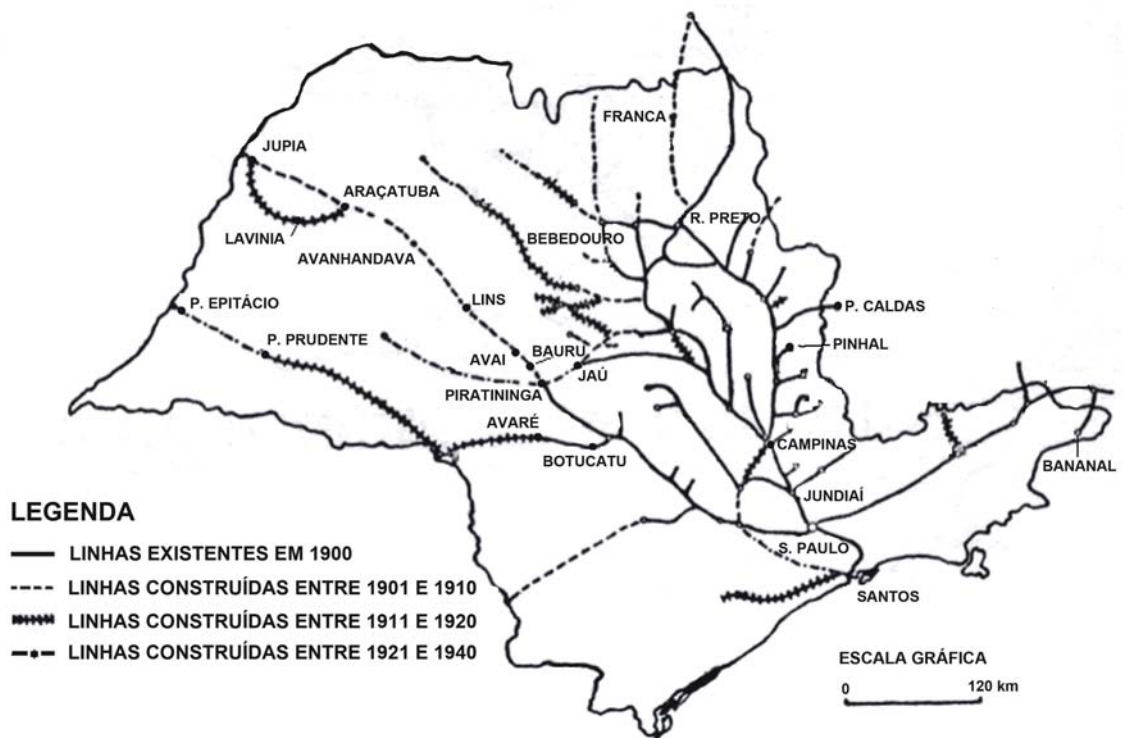 FRANCA
JUPIA
ARAÇATUBA
R. PRETO
LAVINIA
BEBEDOURO
AVANHANDAVA
P. EPITÁCIO
LINS
P. CALDAS
P. PRUDENTE
AVAI
BAURU
PINHAL
JAÚ
PIRATININGA
AVARÉ
CAMPINAS
BOTUCATU
BANANAL
JUNDIAÍ
S. PAULO
SANTOS
LEGENDA
LINHAS EXISTENTES EM 1900
LINHAS CONSTRUÍDAS ENTRE 1901 E 1910
LINHAS CONSTRUÍDAS ENTRE 1911 E 1920
LINHAS CONSTRUÍDAS ENTRE 1921 E 1940
ESCALA GRÁFICA
0 120 km